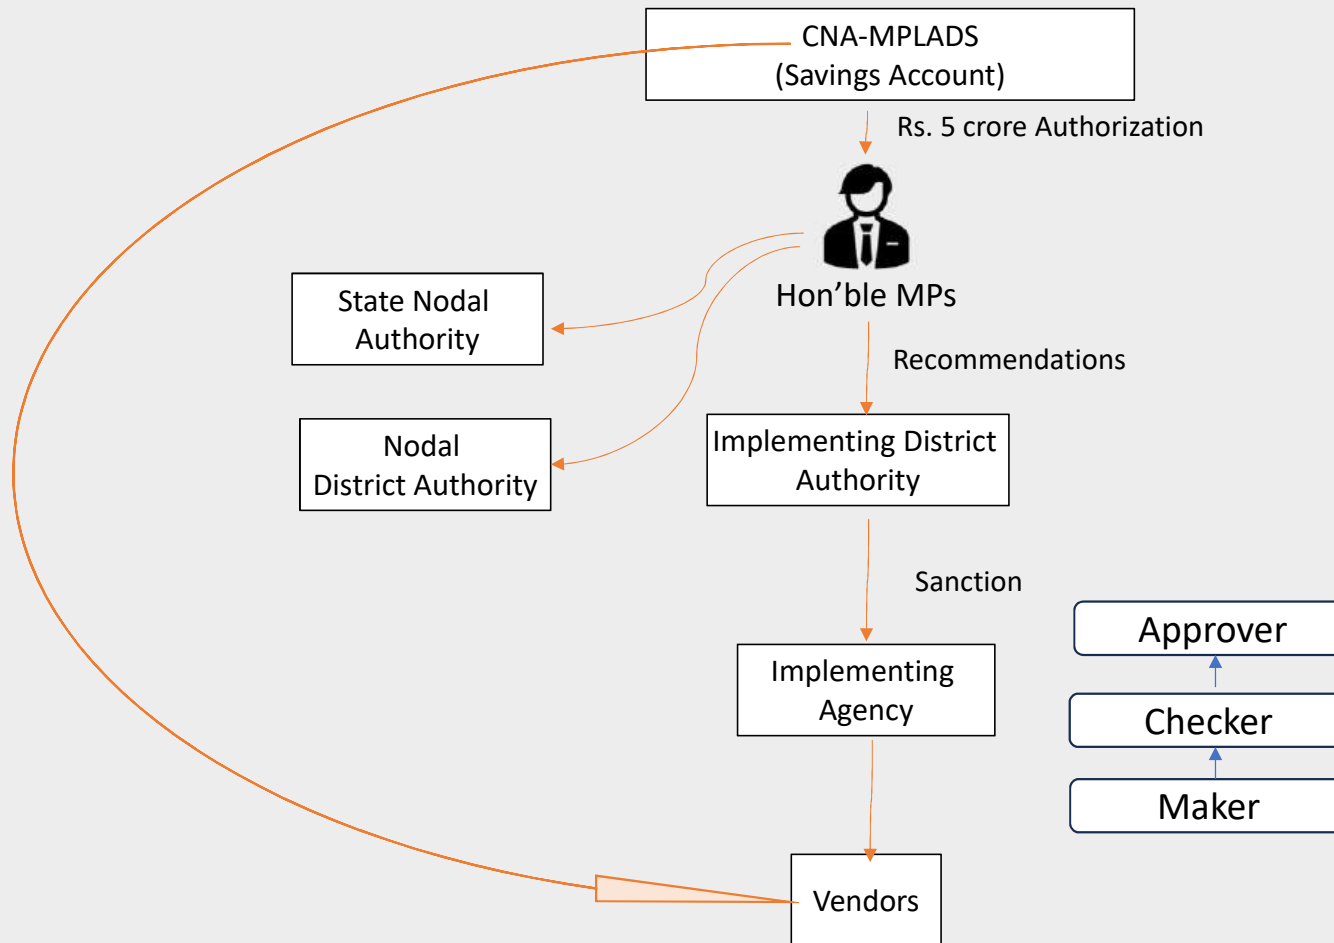 CNA-MPLADS
(Savings Account)
Rs. 5 crore Authorization
Hon’ble MPs
State Nodal
Authority
Recommendations
Nodal
District Authority
Implementing District
Authority
Sanction
Implementing
Agency
Approver
Checker
Maker
Vendors